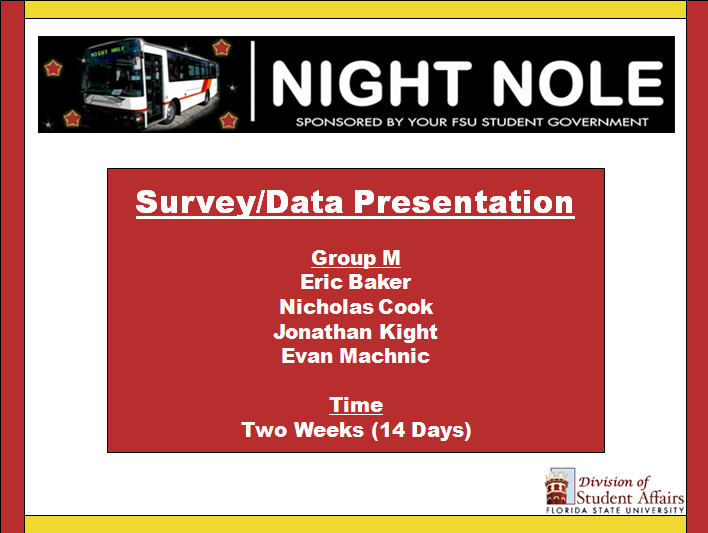 NIGHT NOLE
NIGHT NOLE
SPONSORED BY YOUR FSU STUDENT GOVERNMENT
Survey/Data Presentation
Group M
Eric Baker
Nicholas Cook
Jonathan Kight
Evan Machnic
Time
Two Weeks (14 Days)
Division of
Student Affairs
FLORIDA STATE UNIVERSITY